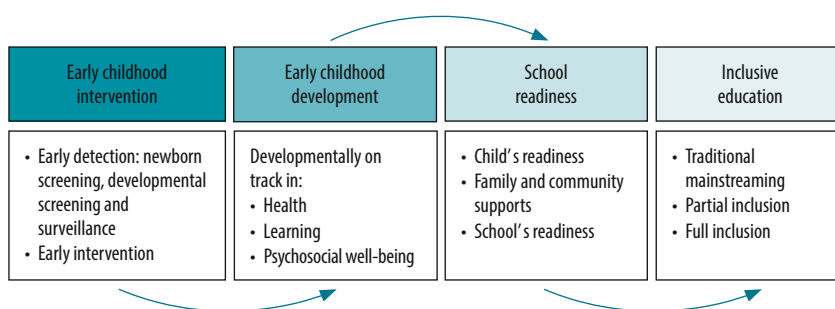 Early childhood
intervention
Early childhood
development
School
readiness
Inclusive
education
• Early detection: newborn
screening, developmental
screening and
surveillance
• Early intervention
Developmentally on
track in:
• Health
• Learning
• Psychosocial well-being
• Child's readiness
• Family and community
supports
• School's readiness
• Traditional
mainstreaming
• Partial inclusion
• Full inclusion